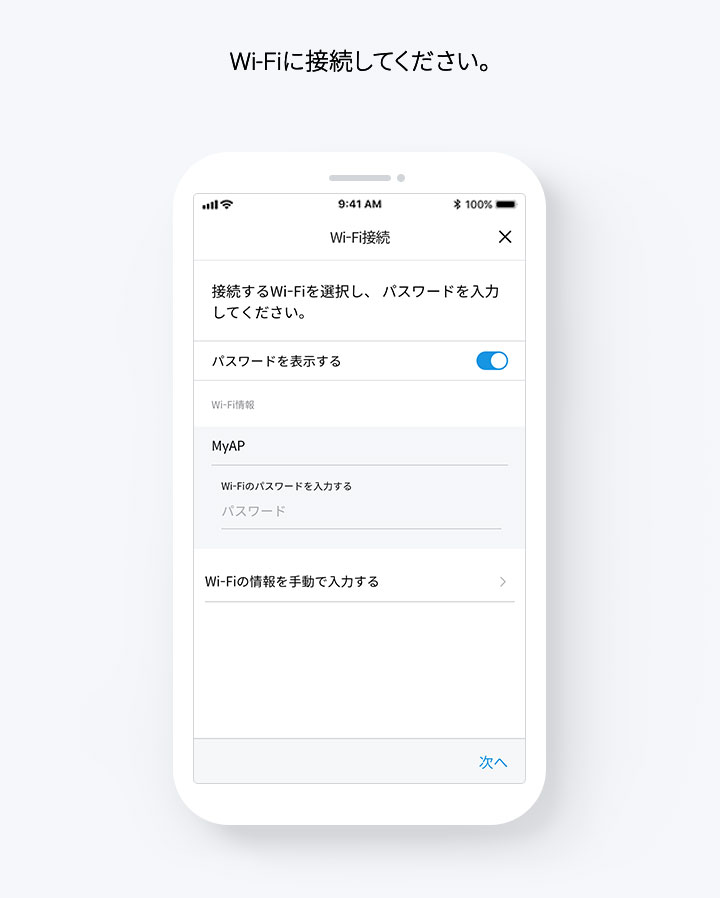 Wi-Fiに接続してください。
9:41 AM
100%
Wi-Fi接続
接続するWi-Fiを選択し、 パスワードを入力
してください。
パスワードを表示する
Wi-Fi情報
MyAP
Wi-Fiのパスワードを入力する
パスワード
Wi-Fiの情報を手動で入力する
次へ